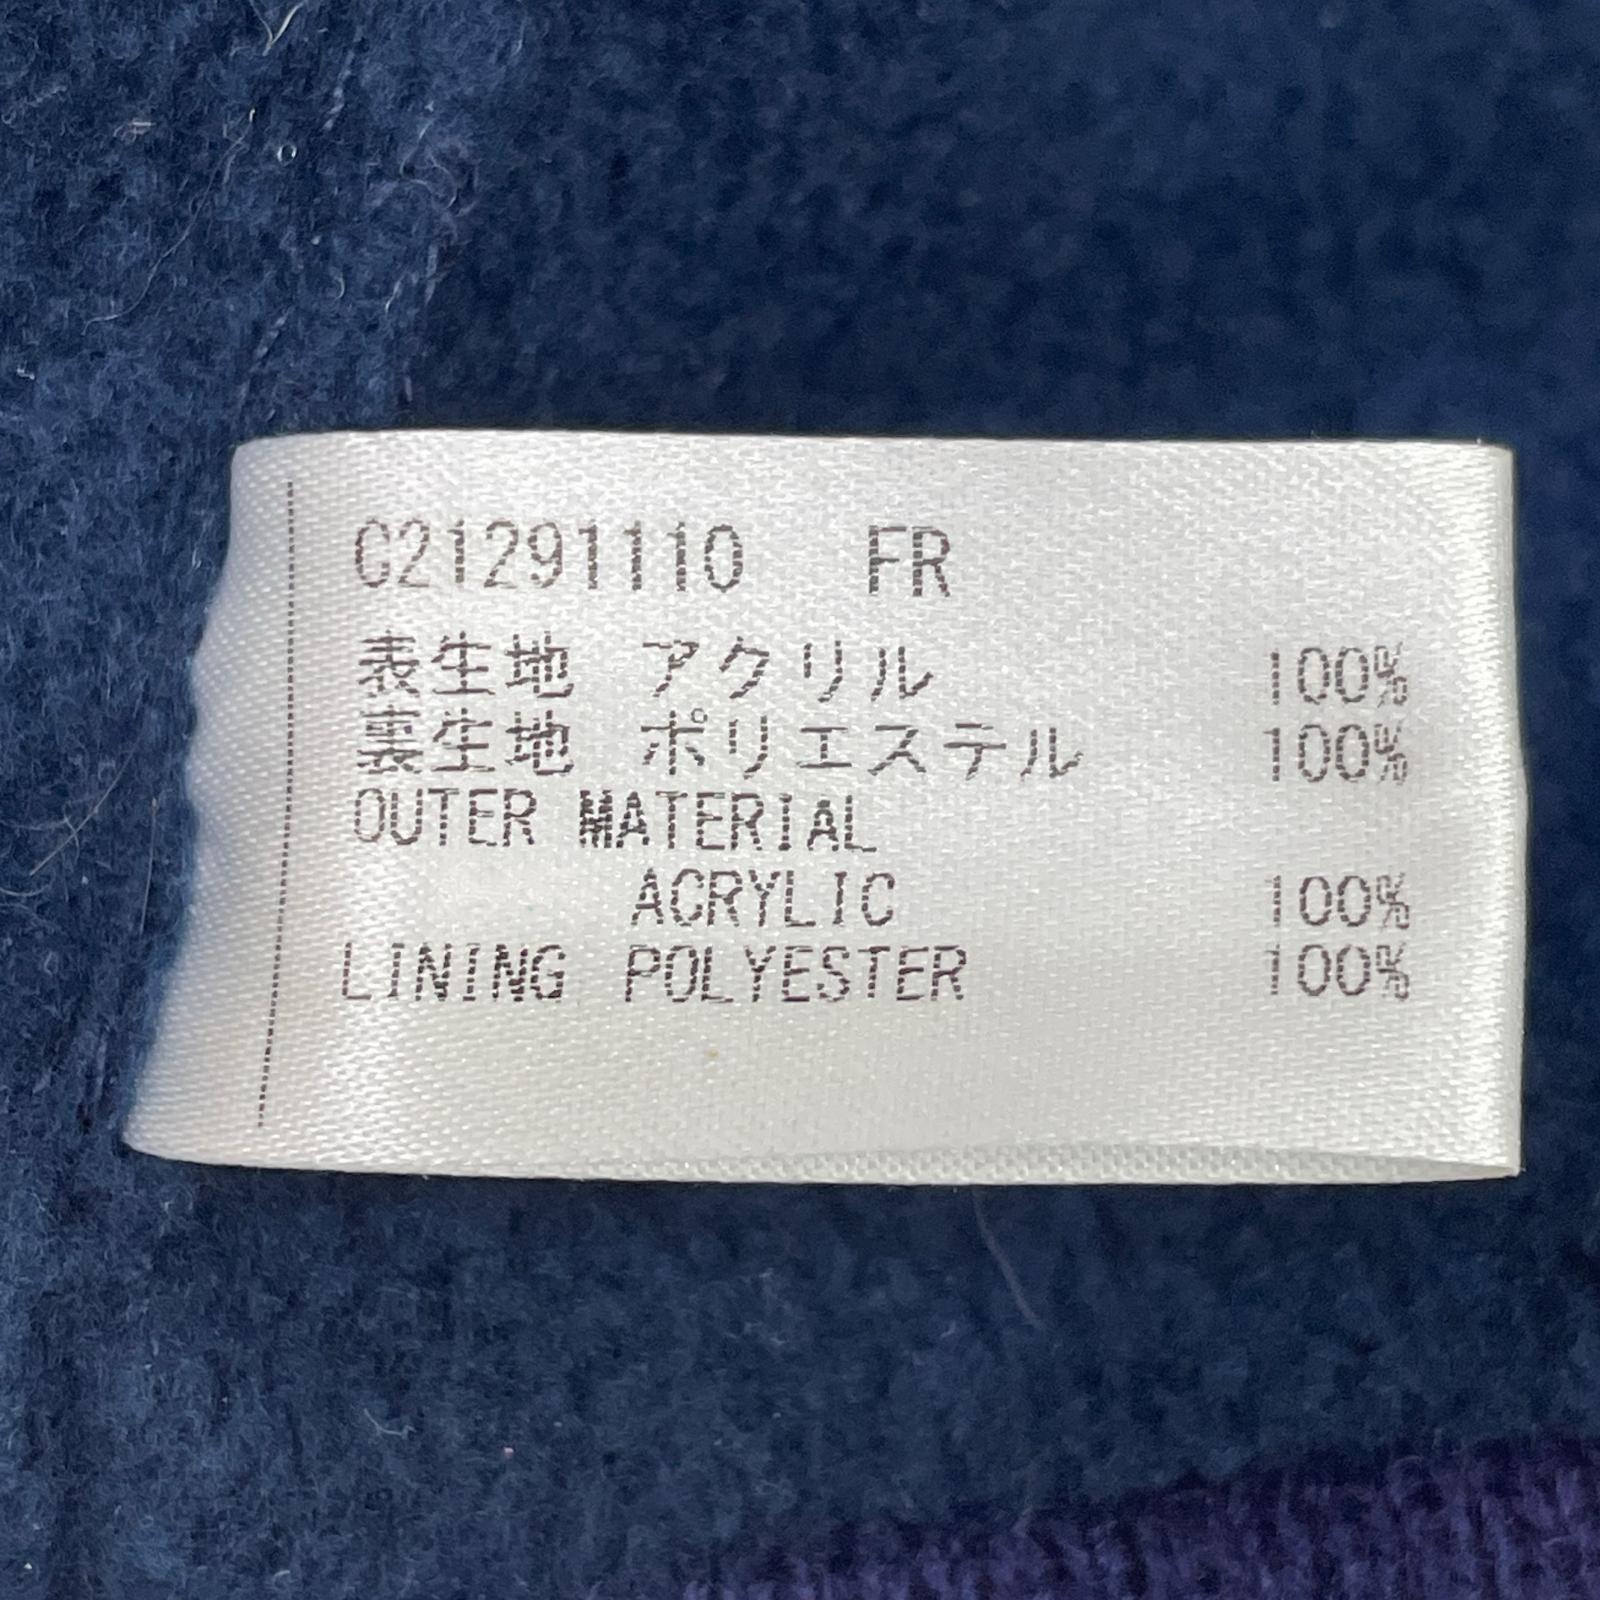 G21291110 FR
表生地 アクリル 100%
裏生地 ポリエステル 100%
OUTER MATERIAL
ACRYLIC 100%
LINING POLYESTER 100%